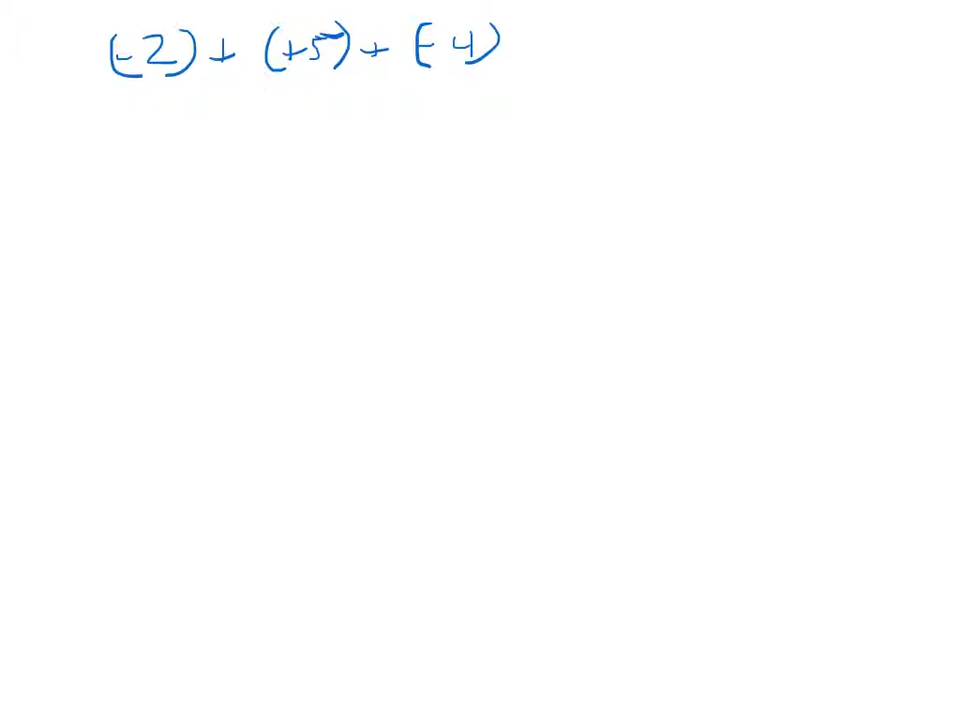 (-2) + (+5) + (-4)